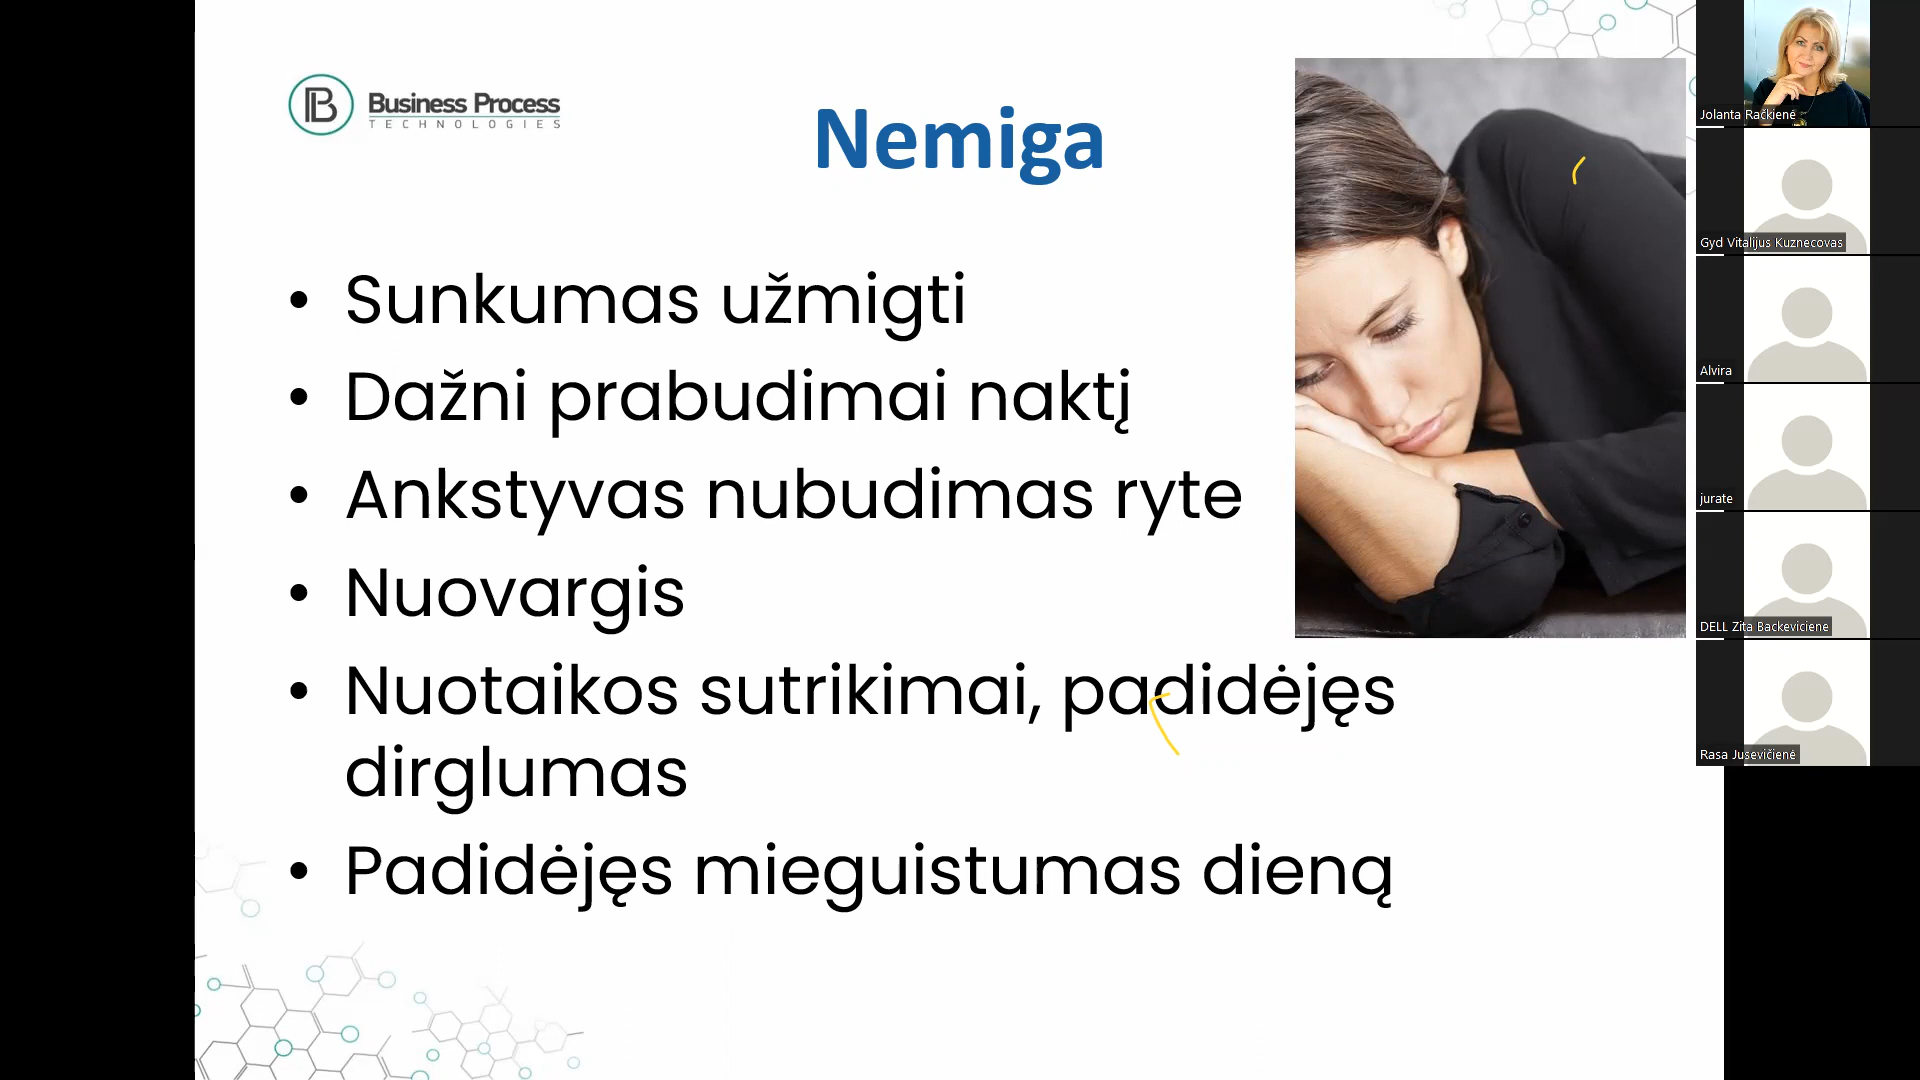 Business Process
TECHNOLOGIES
Nemiga
• Sunkumas užmigti
• Dažni prabudimai naktį
• Ankstyvas nubudimas ryte
• Nuovargis
• Nuotaikos sutrikimai, padidėjęs
dirglumas
• Padidėjęs mieguistumas dieną
Jolanta Račkienė
Gyd Vitalijus Kuznecovas
Alvira
jurate
DELL Zita Backeviciene
Rasa Jusevičienė